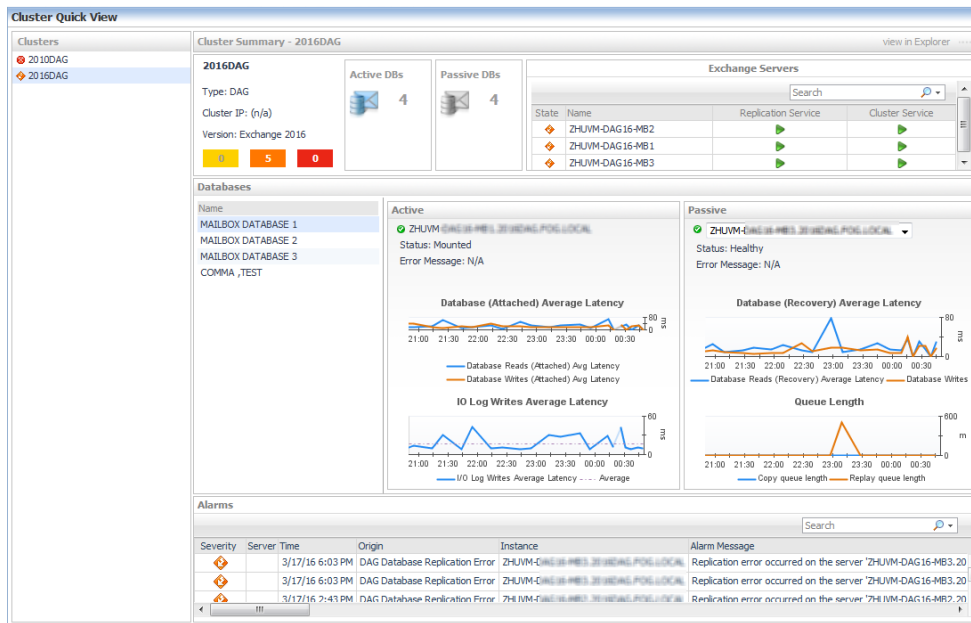 Cluster Quick View
Clusters
2010DAG
2016DAG
Cluster Summary - 2016DAG
view in Explorer
2016DAG
Type: DAG
Cluster IP: (n/a)
Version: Exchange 2016
0 5 0
Active DBs
4
Passive DBs
4
Exchange Servers
Search
State Name Replication Service Cluster Service
ZHUVM-DAG16-MB2
ZHUVM-DAG16-MB1
ZHUVM-DAG16-MB3
Databases
Name
MAILBOX DATABASE 1
MAILBOX DATABASE 2
MAILBOX DATABASE 3
COMMA ,TEST
Active
ZHUVM
Status: Mounted
Error Message: N/A
Database (Attached) Average Latency
80
0
ms
21:00 21:30 22:00 22:30 23:00 23:30 00:00 00:30
Database Reads (Attached) Avg Latency
Database Writes (Attached) Avg Latency
IO Log Writes Average Latency
60
0
ms
21:00 21:30 22:00 22:30 23:00 23:30 00:00 00:30
I/O Log Writes Average Latency Average
Passive
ZHUVM-
Status: Healthy
Error Message: N/A
Database (Recovery) Average Latency
80
0
ms
21:00 21:30 22:00 22:30 23:00 23:30 00:00 00:30
Database Reads (Recovery) Average Latency Database Writes
Queue Length
600
0
m
21:00 21:30 22:00 22:30 23:00 23:30 00:00 00:30
Copy queue length Replay queue length
Alarms
Search
Severity Server Time Origin Instance Alarm Message
3/17/16 6:03 PM DAG Database Replication Error ZHUVM- Replication error occurred on the server 'ZHUVM-DAG16-MB3.20
3/17/16 6:03 PM DAG Database Replication Error ZHUVM- Replication error occurred on the server 'ZHUVM-DAG16-MB3.20
3/17/16 2:43 PM DAG Database Replication Error ZHUVM- Replication error occurred on the server 'ZHUVM-DAG16-MB2.20